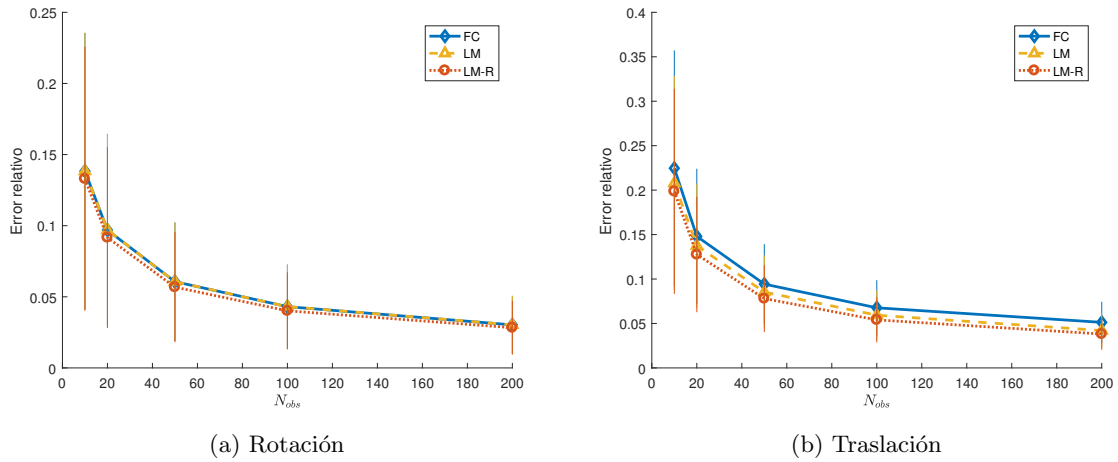 0.25
0.2
0.15
0.1
0.05
0
Error relativo
0 20 40 60 80 100 120 140 160 180 200
N_obs
FC
LM
LM-R
(a) Rotación
0.4
0.35
0.3
0.25
0.2
0.15
0.1
0.05
0
Error relativo
0 20 40 60 80 100 120 140 160 180 200
N_obs
FC
LM
LM-R
(b) Traslación